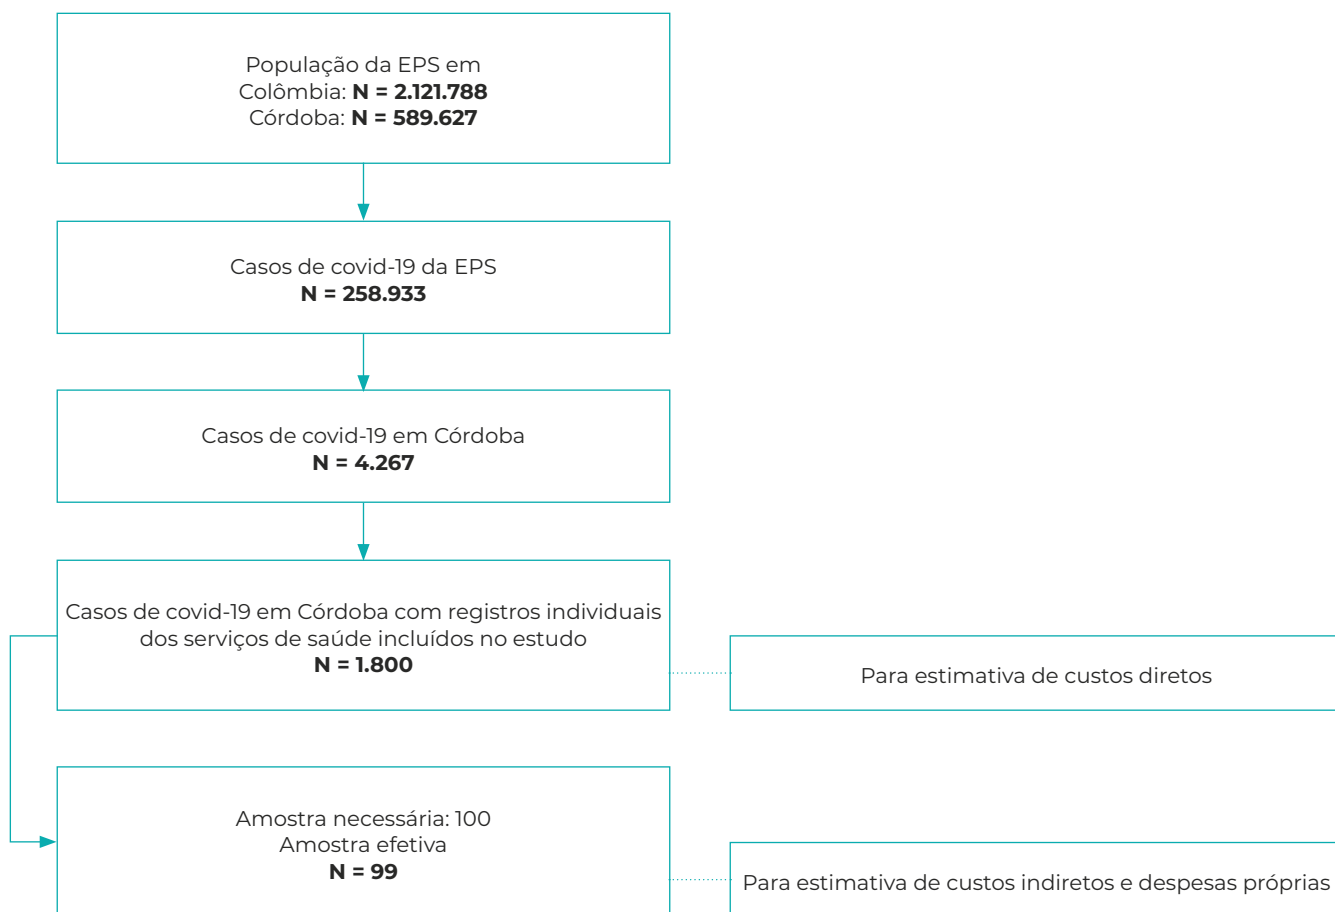 População da EPS em
Colômbia: N = 2.121.788
Córdoba: N = 589.627
Casos de covid-19 da EPS
N = 258.933
Casos de covid-19 em Córdoba
N = 4.267
Casos de covid-19 em Córdoba com registros individuais
dos serviços de saúde incluídos no estudo
N = 1.800
Para estimativa de custos diretos
Amostra necessária: 100
Amostra efetiva
N = 99
Para estimativa de custos indiretos e despesas próprias